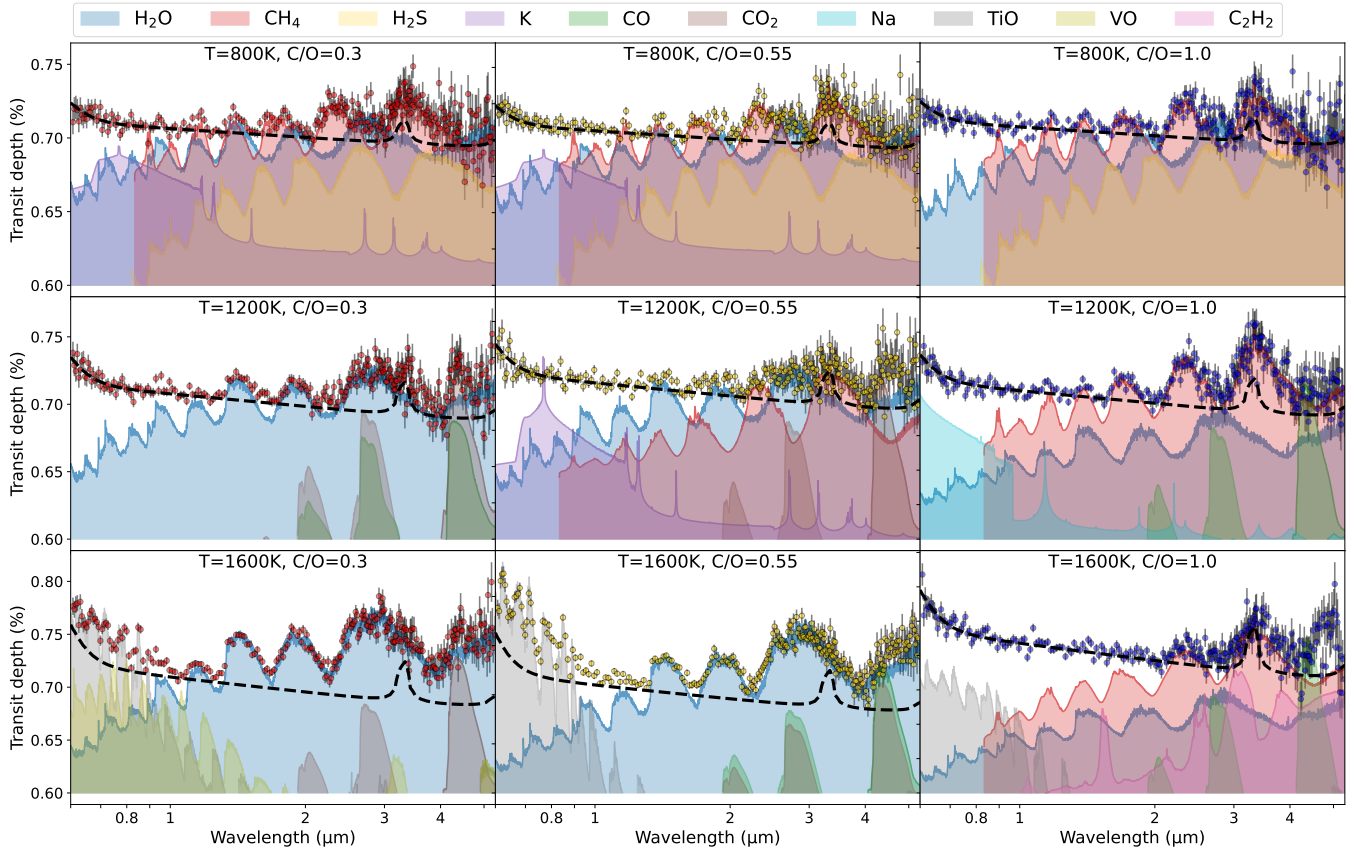 H₂O CH₄ H₂S K CO CO₂ Na TiO VO C₂H₂
T=800K, C/O=0.3 T=800K, C/O=0.55 T=800K, C/O=1.0
0.75
0.70
0.65
0.60
Transit depth (%)
T=1200K, C/O=0.3 T=1200K, C/O=0.55 T=1200K, C/O=1.0
0.75
0.70
0.65
0.60
Transit depth (%)
T=1600K, C/O=0.3 T=1600K, C/O=0.55 T=1600K, C/O=1.0
0.80
0.75
0.70
0.65
0.60
Transit depth (%)
0.8 1 2 3 4 0.8 1 2 3 4 0.8 1 2 3 4
Wavelength (μm) Wavelength (μm) Wavelength (μm)